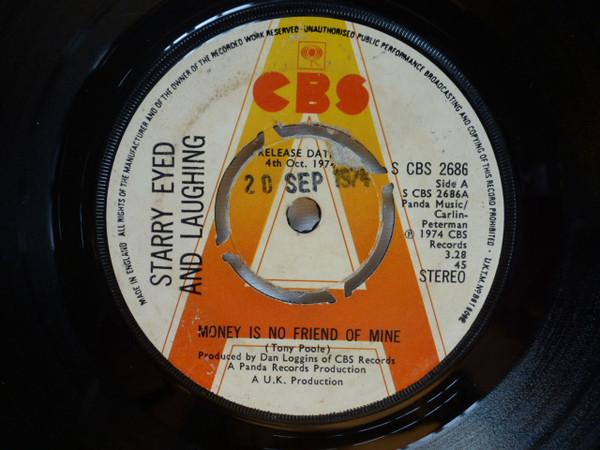 MADE IN ENGLAND ALL RIGHTS OF THE MANUFACTURER AND OF THE OWNER OF THE RECORDED WORK RESERVED · UNAUTHORISED PUBLIC PERFORMANCE BROADCASTING AND COPYING OF THIS RECORD PROHIBITED ·
CBS
A
STARRY EYED
AND LAUGHING
RELEASE DATE
4th Oct. 1974
20 SEP 1974
S CBS 2686
Side A
S CBS 2686A
Panda Music/
Carlin-
Peterman
℗ 1974 CBS
Records
3.28
45
STEREO
MONEY IS NO FRIEND OF MINE
(Tony Poole)
Produced by Dan Loggins of CBS Records
A Panda Records Production
A U.K. Production